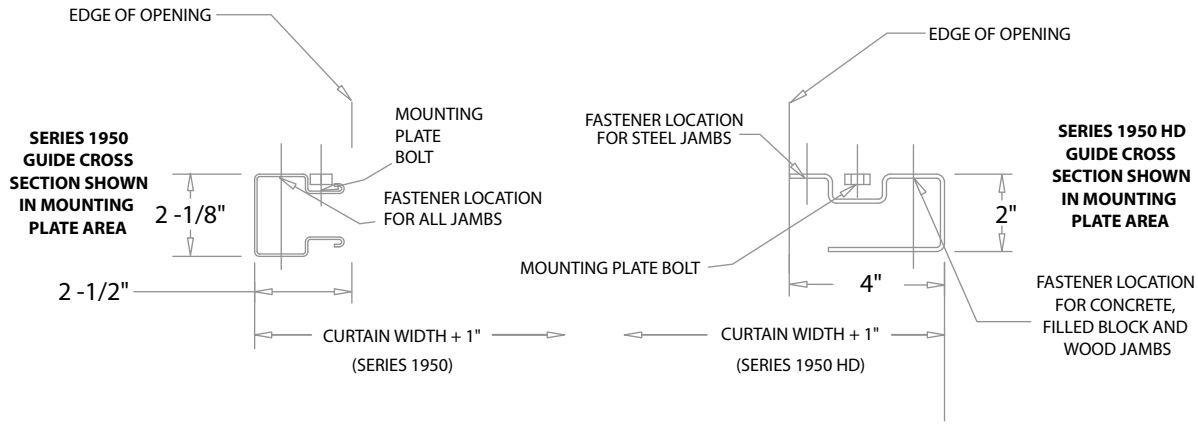 EDGE OF OPENING
SERIES 1950
GUIDE CROSS
SECTION SHOWN
IN MOUNTING
PLATE AREA
MOUNTING
PLATE
BOLT
FASTENER LOCATION
FOR ALL JAMBS
2 -1/8"
2 -1/2"
CURTAIN WIDTH + 1"
(SERIES 1950)
EDGE OF OPENING
FASTENER LOCATION
FOR STEEL JAMBS
SERIES 1950 HD
GUIDE CROSS
SECTION SHOWN
IN MOUNTING
PLATE AREA
2"
MOUNTING PLATE BOLT
4"
FASTENER LOCATION
FOR CONCRETE,
FILLED BLOCK AND
WOOD JAMBS
CURTAIN WIDTH + 1"
(SERIES 1950 HD)